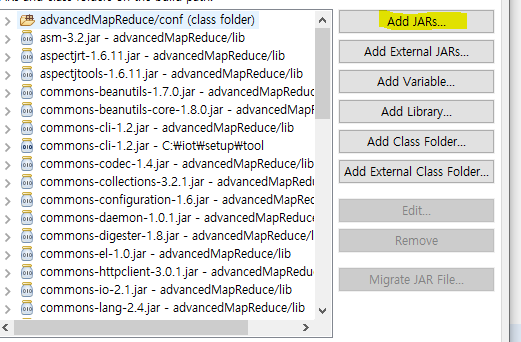 advancedMapReduce/conf (class folder)
asm-3.2.jar - advancedMapReduce/lib
aspectjrt-1.6.11.jar - advancedMapReduce/lib
aspectjtools-1.6.11.jar - advancedMapReduce/lib
commons-beanutils-1.7.0.jar - advancedMapReduce/l
commons-beanutils-core-1.8.0.jar - advancedMapRe
commons-cli-1.2.jar - advancedMapReduce/lib
commons-cli-1.2.jar - C:₩iot₩setup₩tool
commons-codec-1.4.jar - advancedMapReduce/lib
commons-collections-3.2.1.jar - advancedMapReduc
commons-configuration-1.6.jar - advancedMapReduc
commons-daemon-1.0.1.jar - advancedMapReduce/l
commons-digester-1.8.jar - advancedMapReduce/li
commons-el-1.0.jar - advancedMapReduce/lib
commons-httpclient-3.0.1.jar - advancedMapReduce
commons-io-2.1.jar - advancedMapReduce/lib
commons-lang-2.4.jar - advancedMapReduce/lib
Add JARs...
Add External JARs...
Add Variable...
Add Library...
Add Class Folder...
Add External Class Folder...
Edit...
Remove
Migrate JAR File...